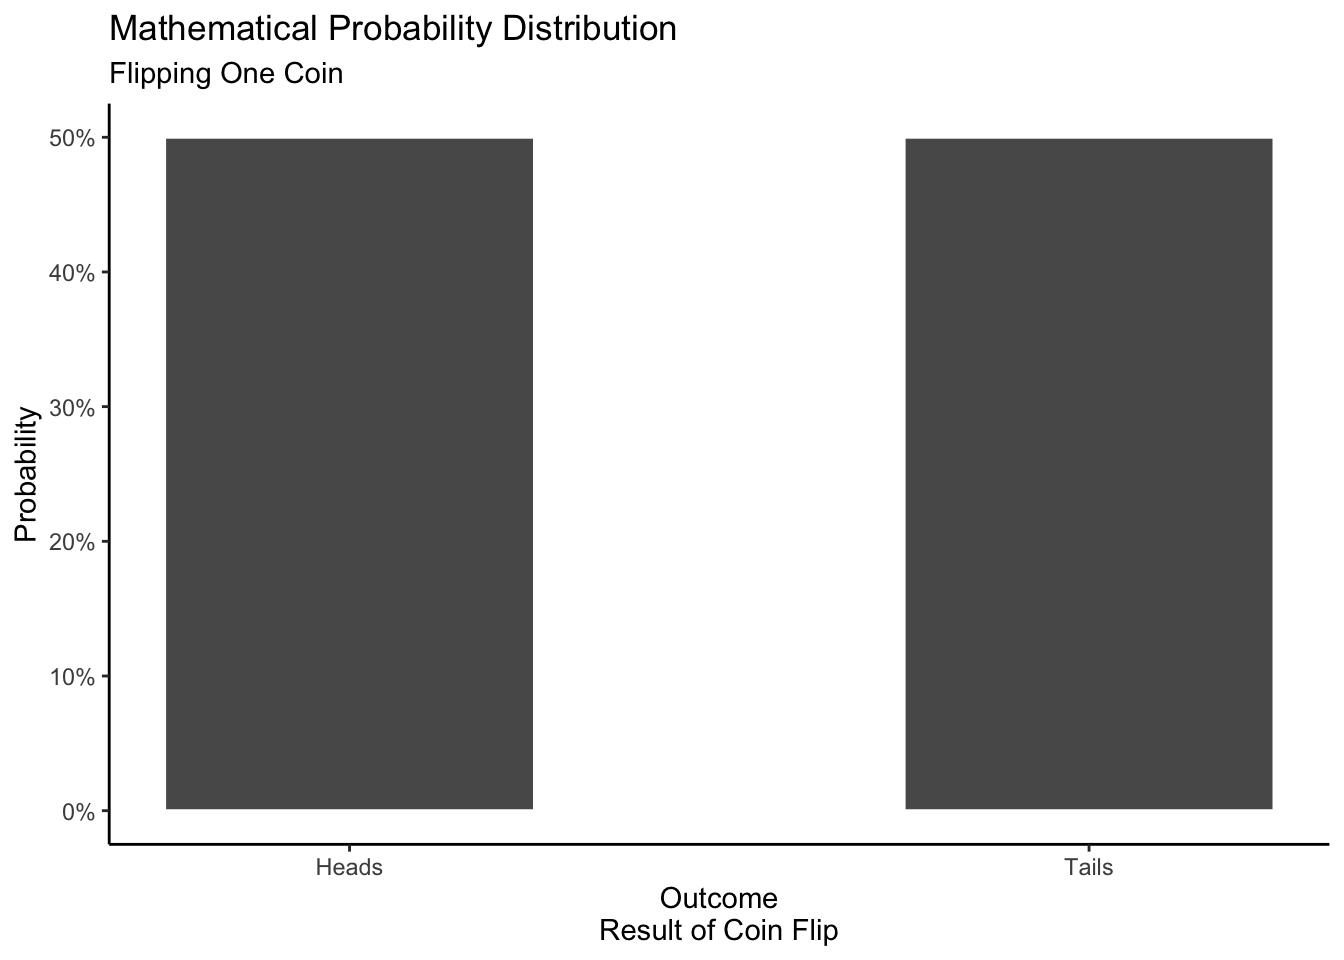 Mathematical Probability Distribution
Flipping One Coin
Probability
50%
40%
30%
20%
10%
0%
Heads
Tails
Outcome
Result of Coin Flip